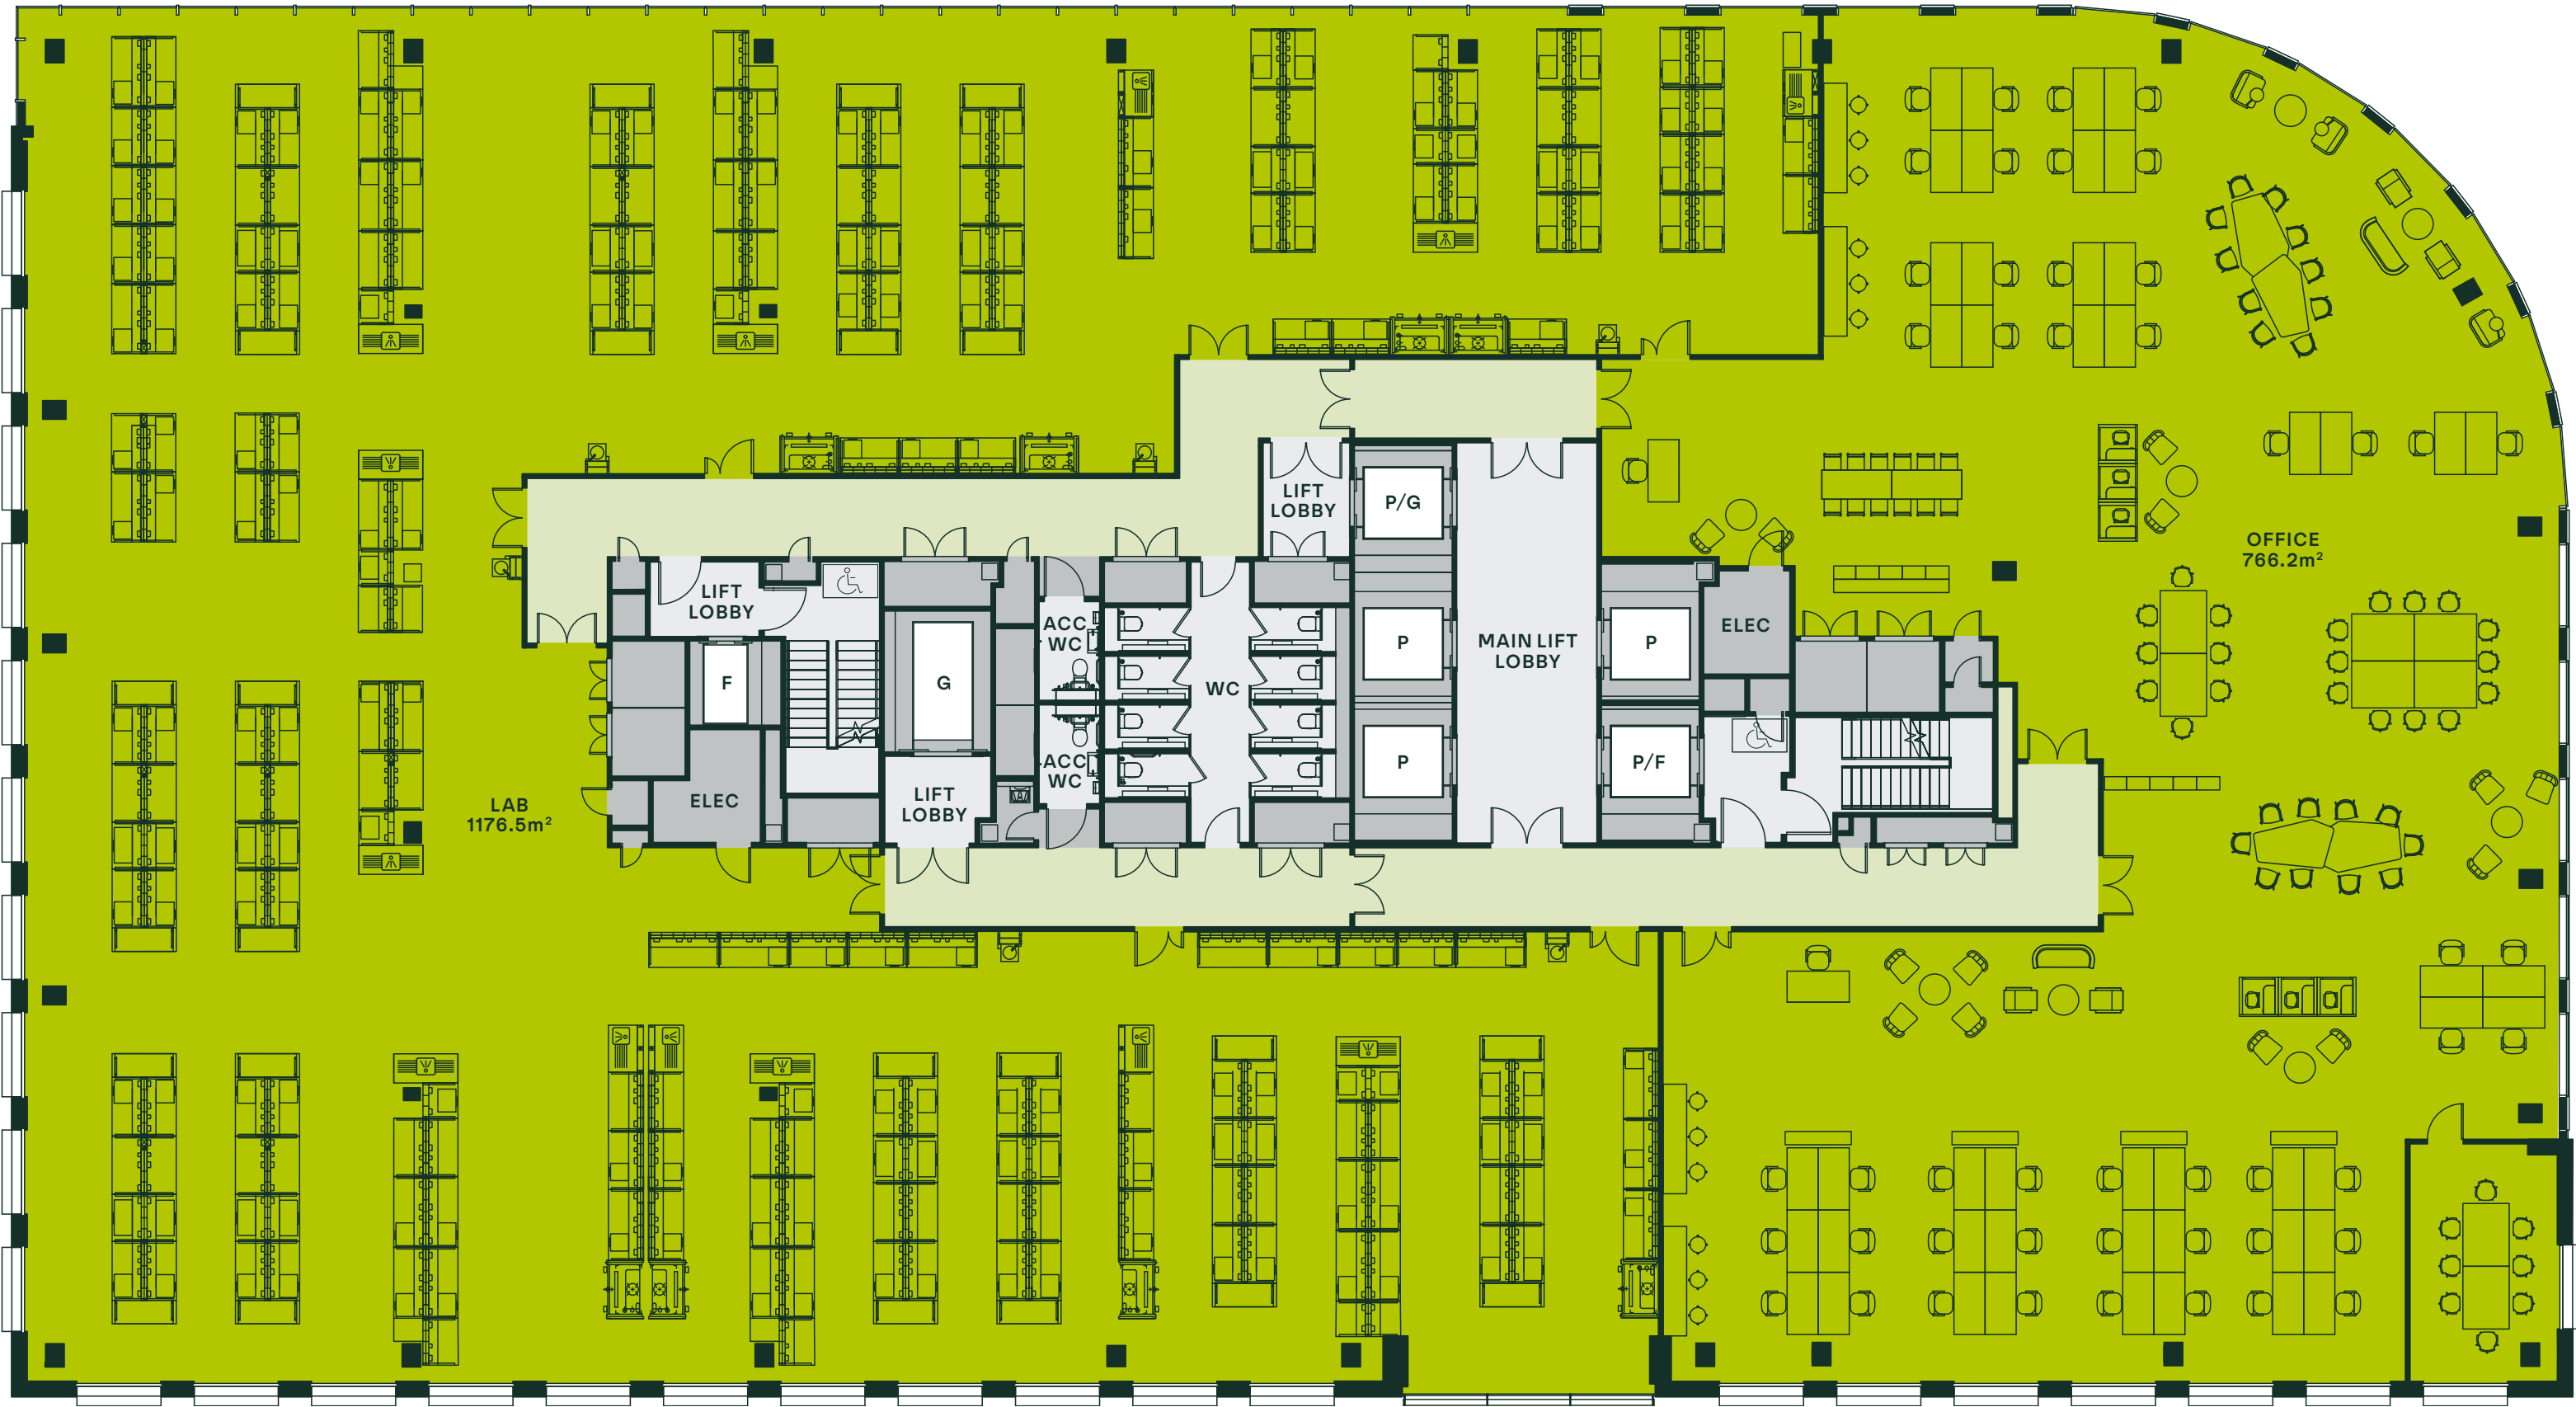 LIFT
LOBBY
P/G
OFFICE
766.2m²
LIFT
LOBBY
ACC
WC
ELEC
F
G
WC
P
MAIN LIFT
LOBBY
P
ACC
WC
P
P/F
LAB
1176.5m²
ELEC
LIFT
LOBBY